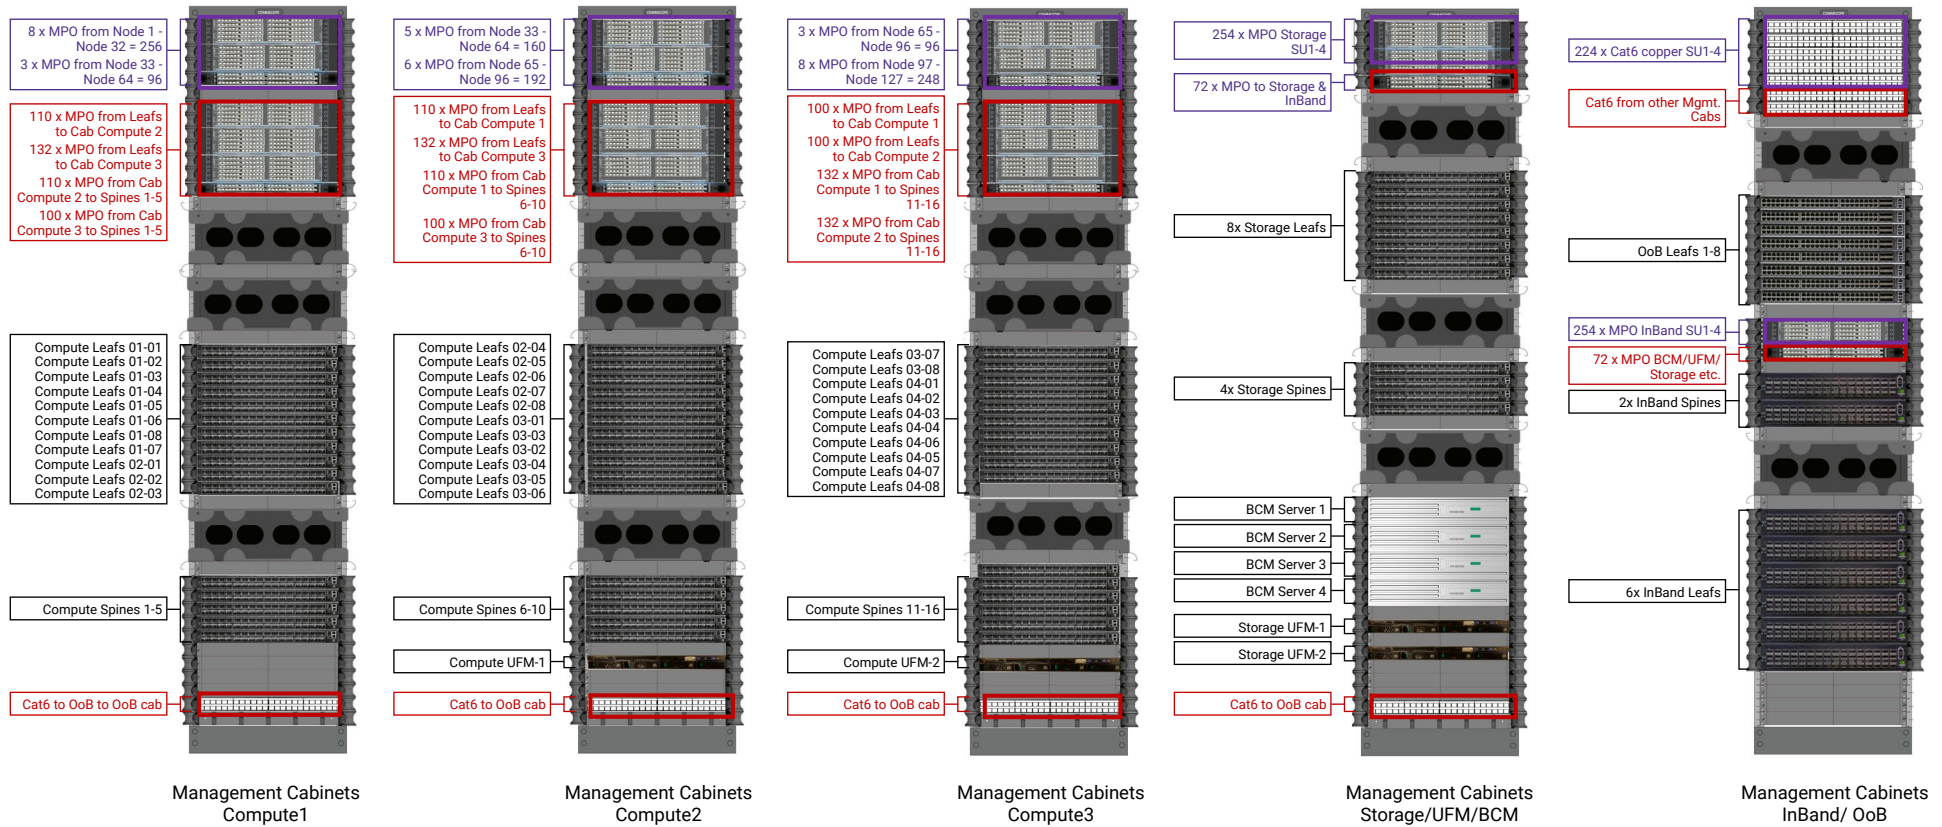 8 x MPO from Node 1 -
Node 32 = 256
3 x MPO from Node 33 -
Node 64 = 96
110 x MPO from Leafs
to Cab Compute 2
132 x MPO from Leafs
to Cab Compute 3
110 x MPO from Cab
Compute 2 to Spines 1-5
100 x MPO from Cab
Compute 3 to Spines 1-5
Compute Leafs 01-01
Compute Leafs 01-02
Compute Leafs 01-03
Compute Leafs 01-04
Compute Leafs 01-05
Compute Leafs 01-06
Compute Leafs 01-08
Compute Leafs 01-07
Compute Leafs 02-01
Compute Leafs 02-02
Compute Leafs 02-03
Compute Spines 1-5
Cat6 to OoB to OoB cab
Management Cabinets
Compute1
5 x MPO from Node 33 -
Node 64 = 160
6 x MPO from Node 65 -
Node 96 = 192
110 x MPO from Leafs
to Cab Compute 1
132 x MPO from Leafs
to Cab Compute 3
110 x MPO from Cab
Compute 1 to Spines
6-10
100 x MPO from Cab
Compute 3 to Spines
6-10
Compute Leafs 02-04
Compute Leafs 02-05
Compute Leafs 02-06
Compute Leafs 02-07
Compute Leafs 02-08
Compute Leafs 03-01
Compute Leafs 03-03
Compute Leafs 03-02
Compute Leafs 03-04
Compute Leafs 03-05
Compute Leafs 03-06
Compute Spines 6-10
Compute UFM-1
Cat6 to OoB cab
Management Cabinets
Compute2
3 x MPO from Node 65 -
Node 96 = 96
8 x MPO from Node 97 -
Node 127 = 248
100 x MPO from Leafs
to Cab Compute 1
100 x MPO from Leafs
to Cab Compute 2
132 x MPO from Cab
Compute 1 to Spines
11-16
132 x MPO from Cab
Compute 2 to Spines
11-16
Compute Leafs 03-07
Compute Leafs 03-08
Compute Leafs 04-01
Compute Leafs 04-02
Compute Leafs 04-03
Compute Leafs 04-04
Compute Leafs 04-06
Compute Leafs 04-05
Compute Leafs 04-07
Compute Leafs 04-08
Compute Spines 11-16
Compute UFM-2
Cat6 to OoB cab
Management Cabinets
Compute3
254 x MPO Storage
SU1-4
72 x MPO to Storage &
InBand
8x Storage Leafs
4x Storage Spines
BCM Server 1
BCM Server 2
BCM Server 3
BCM Server 4
Storage UFM-1
Storage UFM-2
Cat6 to OoB cab
Management Cabinets
Storage/UFM/BCM
224 x Cat6 copper SU1-4
Cat6 from other Mgmt.
Cabs
OoB Leafs 1-8
254 x MPO InBand SU1-4
72 x MPO BCM/UFM/
Storage etc.
2x InBand Spines
6x InBand Leafs
Management Cabinets
InBand/ OoB